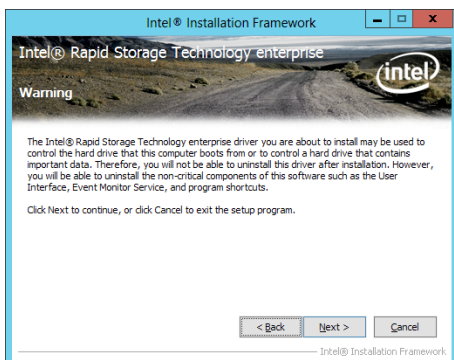 Intel® Installation Framework
x
Intel® Rapid Storage Technology enterprise
(intel)
Warning
The Intel® Rapid Storage Technology enterprise driver you are about to install may be used to
control the hard drive that this computer boots from or to control a hard drive that contains
important data. Therefore, you will not be able to uninstall this driver after installation. However,
you will be able to uninstall the non-critical components of this software such as the User
Interface, Event Monitor Service, and program shortcuts.
Click Next to continue, or click Cancel to exit the setup program.
< Back Next > Cancel
Intel® Installation Framework